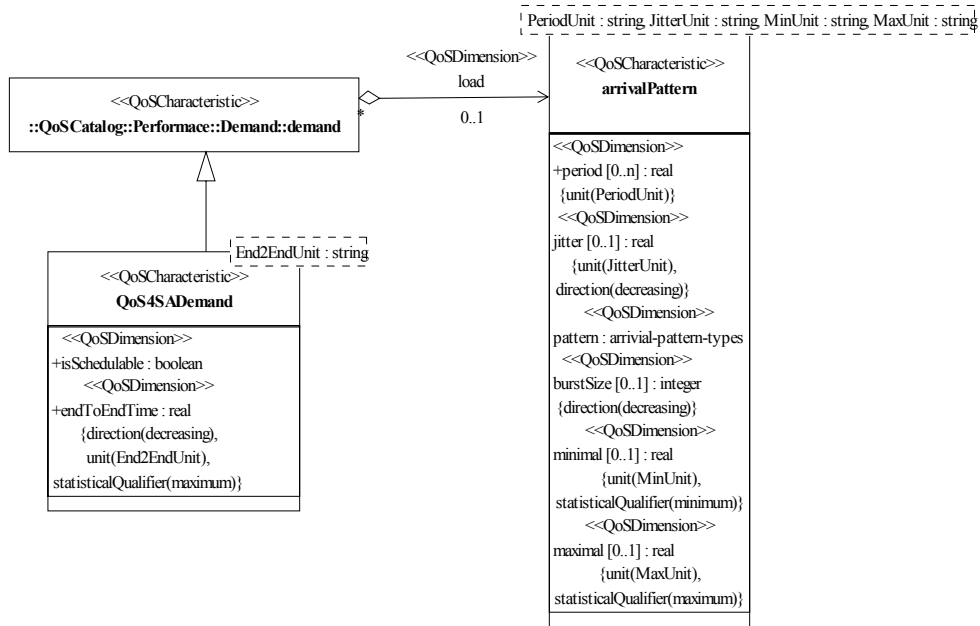 PeriodUnit : string, JitterUnit : string, MinUnit : string, MaxUnit : string
<<QoSDimension>>
load
0..1
*
<<QoSCharacteristic>>
::QoSCatalog::Performace::Demand::demand
End2EndUnit : string
<<QoSCharacteristic>>
QoS4SADemand
<<QoSDimension>>
+isSchedulable : boolean
<<QoSDimension>>
+endToEndTime : real
{direction(decreasing),
unit(End2EndUnit),
statisticalQualifier(maximum)}
<<QoSCharacteristic>>
arrivalPattern
<<QoSDimension>>
+period [0..n] : real
{unit(PeriodUnit)}
<<QoSDimension>>
jitter [0..1] : real
{unit(JitterUnit),
direction(decreasing)}
<<QoSDimension>>
pattern : arrivial-pattern-types
<<QoSDimension>>
burstSize [0..1] : integer
{direction(decreasing)}
<<QoSDimension>>
minimal [0..1] : real
{unit(MinUnit),
statisticalQualifier(minimum)}
<<QoSDimension>>
maximal [0..1] : real
{unit(MaxUnit),
statisticalQualifier(maximum)}